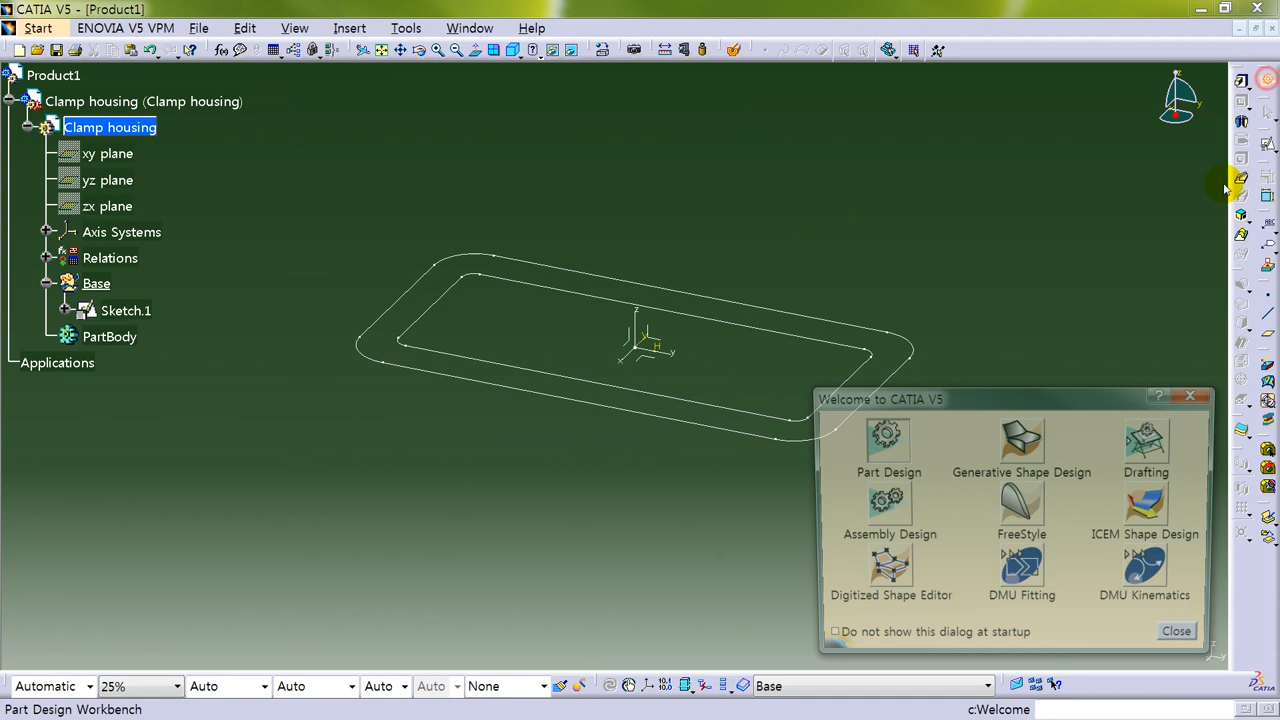 CATIA V5 - [Product1]
Start ENOVIA V5 VPM File Edit View Insert Tools Window Help
Product1
Clamp housing (Clamp housing)
Clamp housing
xy plane
yz plane
zx plane
Axis Systems
Relations
Base
Sketch.1
PartBody
Applications
z
y
z
y
H
x
y
Welcome to CATIA V5
Part Design Generative Shape Design Drafting
Assembly Design FreeStyle ICEM Shape Design
Digitized Shape Editor DMU Fitting DMU Kinematics
Do not show this dialog at startup Close
Automatic 25% Auto Auto Auto Auto None Base
Part Design Workbench c:Welcome
CATIA